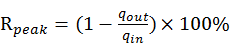 R_peak = (1 − q_out/q_in) × 100%